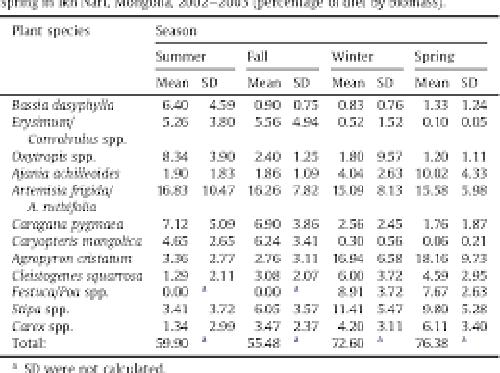 spring in Ikh Nart, Mongolia, 2002–2003 (percentage of diet by biomass).
Plant species Season
Summer Fall Winter Spring
Mean SD Mean SD Mean SD Mean SD
Bassia dasyphylla 6.40 4.59 0.90 0.75 0.83 0.76 1.33 1.24
Erysimum/ 5.26 3.80 5.56 4.94 0.52 1.52 0.10 0.05
Convolvulus spp.
Oxytropis spp. 8.34 3.90 2.40 1.25 1.80 9.57 1.20 1.11
Ajania achilleoides 1.90 1.83 1.86 1.09 4.04 2.63 10.02 4.33
Artemisia frigida/ 16.83 10.47 16.26 7.82 15.09 8.13 15.58 5.98
A. rutifolia
Caragana pygmaea 7.12 5.09 6.90 3.86 2.56 2.45 1.76 1.87
Caryopteris mongolica 4.65 2.65 6.24 3.41 0.30 0.56 0.06 0.21
Agropyron cristatum 3.36 2.77 2.76 3.11 16.94 6.58 18.16 9.73
Cleistogenes squarrosa 1.29 2.11 3.08 2.07 6.00 3.72 4.59 2.95
Festuca/Poa spp. 0.00 a 0.00 a 8.91 3.72 7.67 2.63
Stipa spp. 3.41 3.72 6.05 3.57 11.41 5.47 9.80 5.28
Carex spp. 1.34 2.99 3.47 2.37 4.20 3.11 6.11 3.40
Total: 59.90 a 55.48 a 72.60 a 76.38 a
a SD were not calculated.